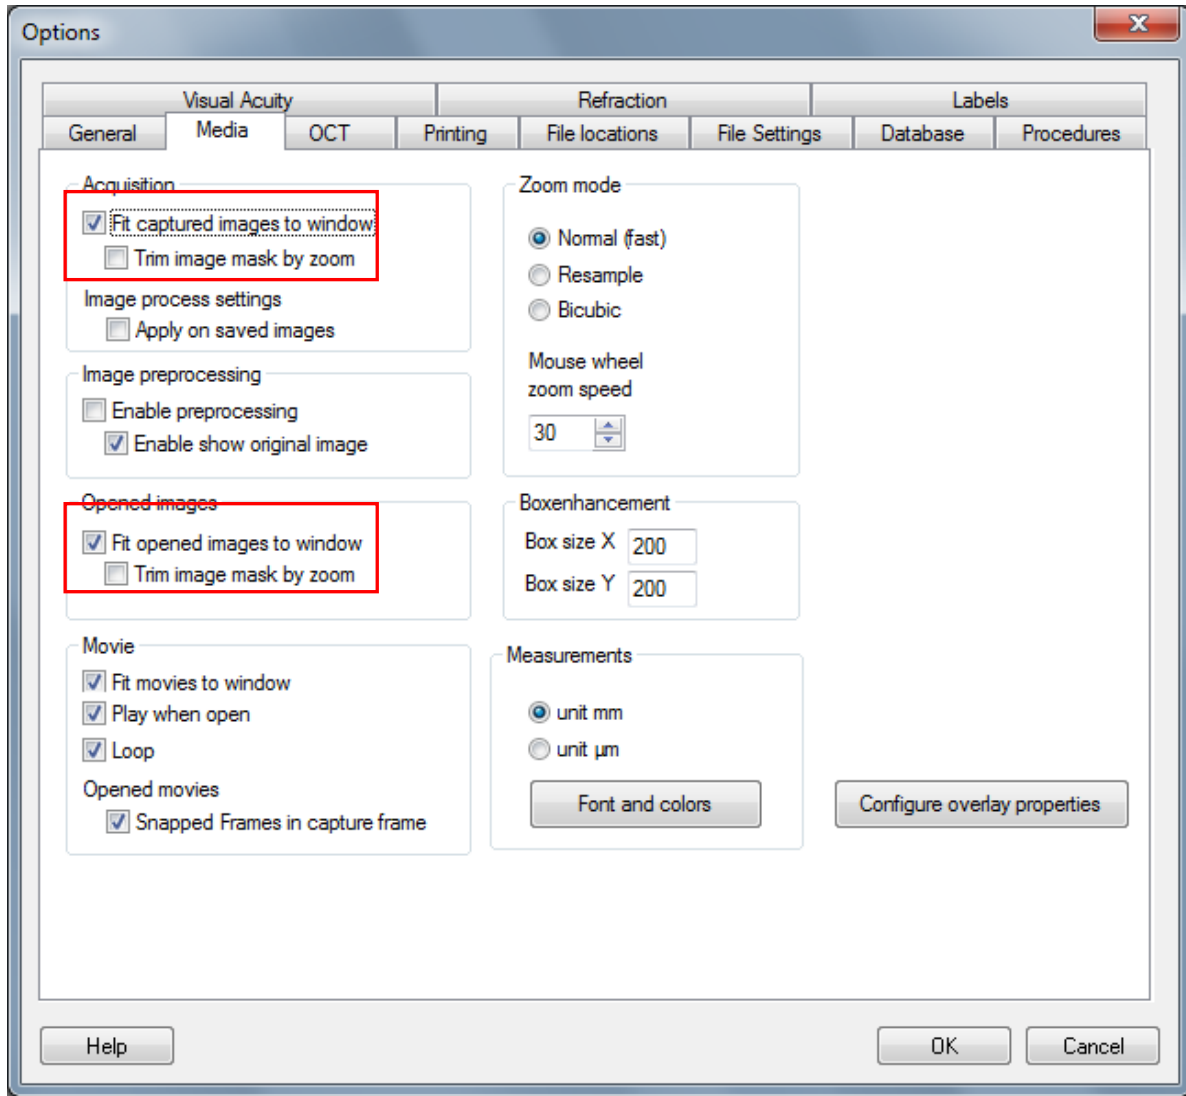 Options
Visual Acuity
Refraction
Labels
General
Media
OCT
Printing
File locations
File Settings
Database
Procedures
Acquisition
Fit captured images to window
Trim image mask by zoom
Image process settings
Apply on saved images
Image preprocessing
Enable preprocessing
Enable show original image
Opened images
Fit opened images to window
Trim image mask by zoom
Movie
Fit movies to window
Play when open
Loop
Opened movies
Snapped Frames in capture frame
Zoom mode
Normal (fast)
Resample
Bicubic
Mouse wheel
zoom speed
30
Boxenhancement
Box size X 200
Box size Y 200
Measurements
unit mm
unit µm
Font and colors
Configure overlay properties
Help
OK
Cancel